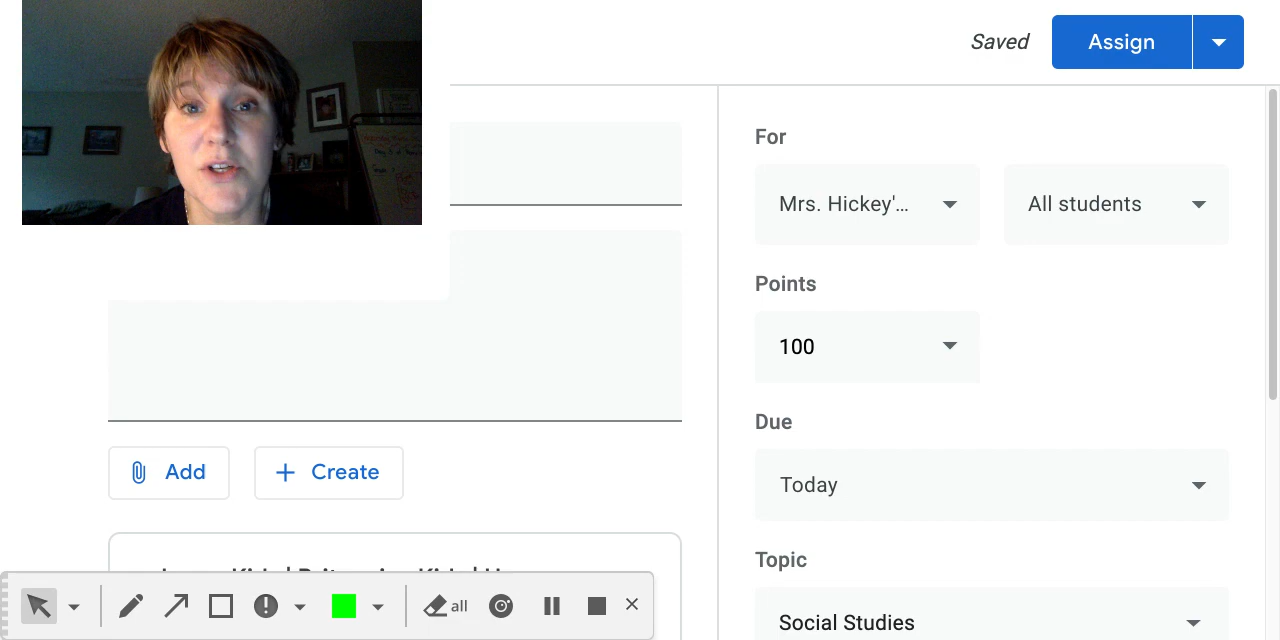 Saved
Assign
For
Mrs. Hickey'...
All students
Points
100
Due
Today
Add
Create
Topic
Social Studies
all